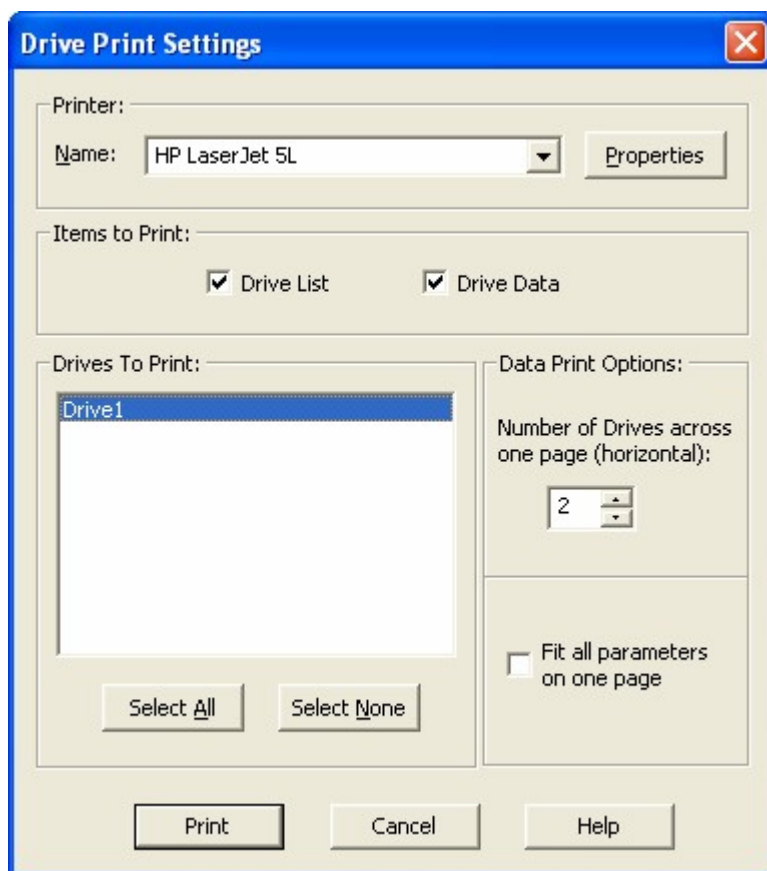 Drive Print Settings
Printer:
Name: HP LaserJet 5L Properties
Items to Print:
Drive List Drive Data
Drives To Print:
Drive1
Select All Select None
Data Print Options:
Number of Drives across
one page (horizontal):
2
Fit all parameters
on one page
Print Cancel Help